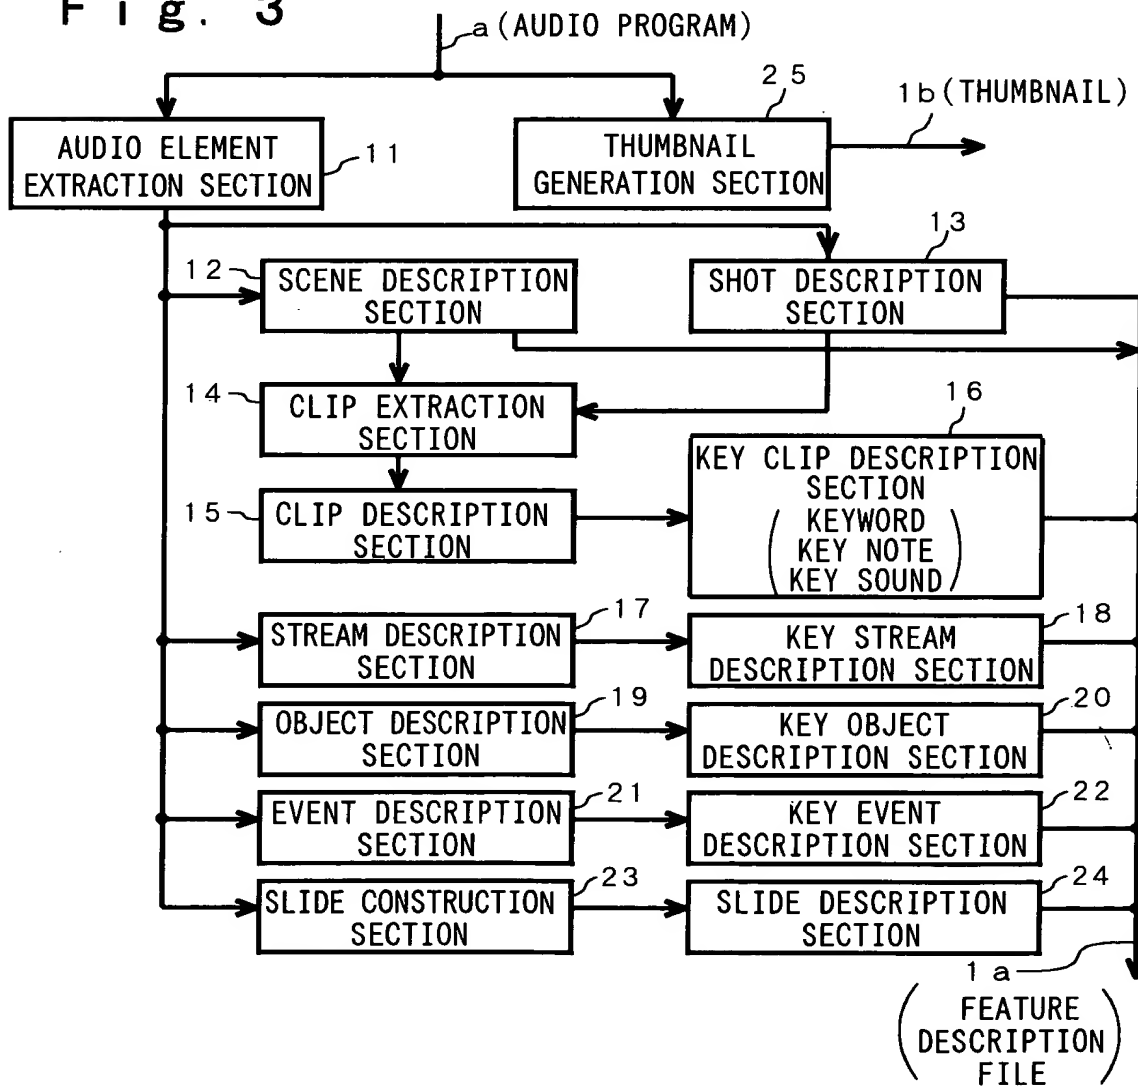 Fig. 3
a (AUDIO PROGRAM)
25
1b (THUMBNAIL)
AUDIO ELEMENT
EXTRACTION SECTION
11
THUMBNAIL
GENERATION SECTION
13
12
SCENE DESCRIPTION
SECTION
SHOT DESCRIPTION
SECTION
14
CLIP EXTRACTION
SECTION
16
KEY CLIP DESCRIPTION
SECTION
(KEYWORD
KEY NOTE
KEY SOUND)
15
CLIP DESCRIPTION
SECTION
STREAM DESCRIPTION
SECTION
17
KEY STREAM
DESCRIPTION SECTION
18
OBJECT DESCRIPTION
SECTION
19
KEY OBJECT
DESCRIPTION SECTION
20
EVENT DESCRIPTION
SECTION
21
KEY EVENT
DESCRIPTION SECTION
22
SLIDE CONSTRUCTION
SECTION
23
SLIDE DESCRIPTION
SECTION
24
1a
(FEATURE
DESCRIPTION
FILE)